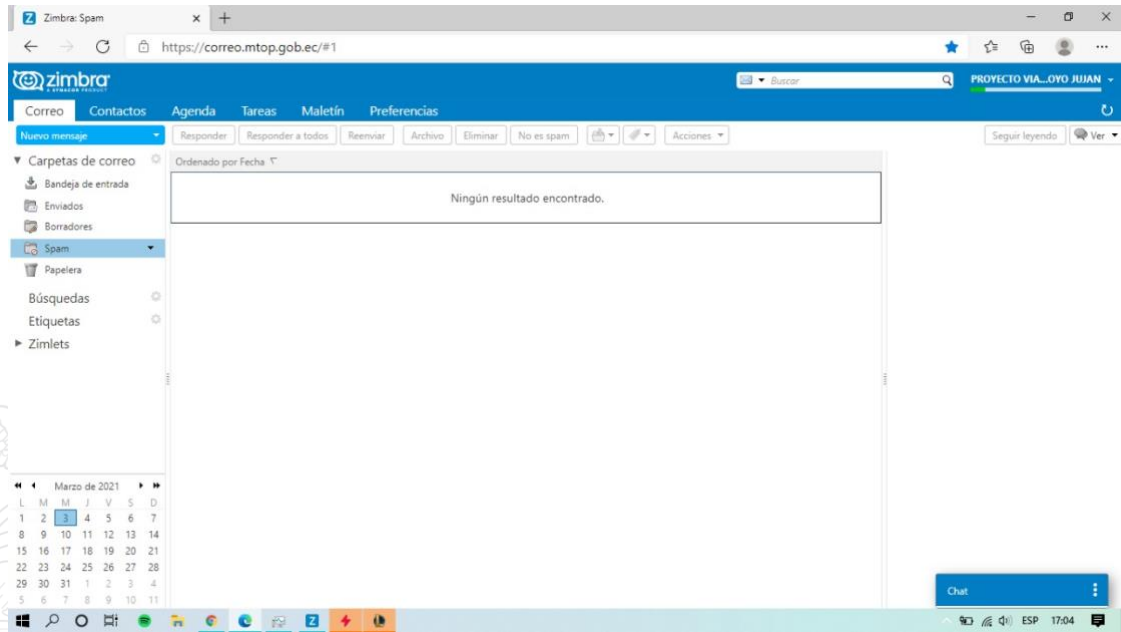 Zimbra: Spam
https://correo.mtop.gob.ec/#1
zimbra
A SYNACOR PRODUCT
Buscar
PROYECTO VIA...OYO JUJAN
Correo Contactos Agenda Tareas Maletín Preferencias
Nuevo mensaje Responder Responder a todos Reenviar Archivo Eliminar No es spam Acciones Seguir leyendo Ver
Carpetas de correo
Ordenado por Fecha
Bandeja de entrada
Ningún resultado encontrado.
Enviados
Borradores
Spam
Papelera
Búsquedas
Etiquetas
Zimlets
Marzo de 2021
L M M J V S D
1 2 3 4 5 6 7
8 9 10 11 12 13 14
15 16 17 18 19 20 21
22 23 24 25 26 27 28
29 30 31 1 2 3 4
5 6 7 8 9 10 11
Chat
ESP 17:04